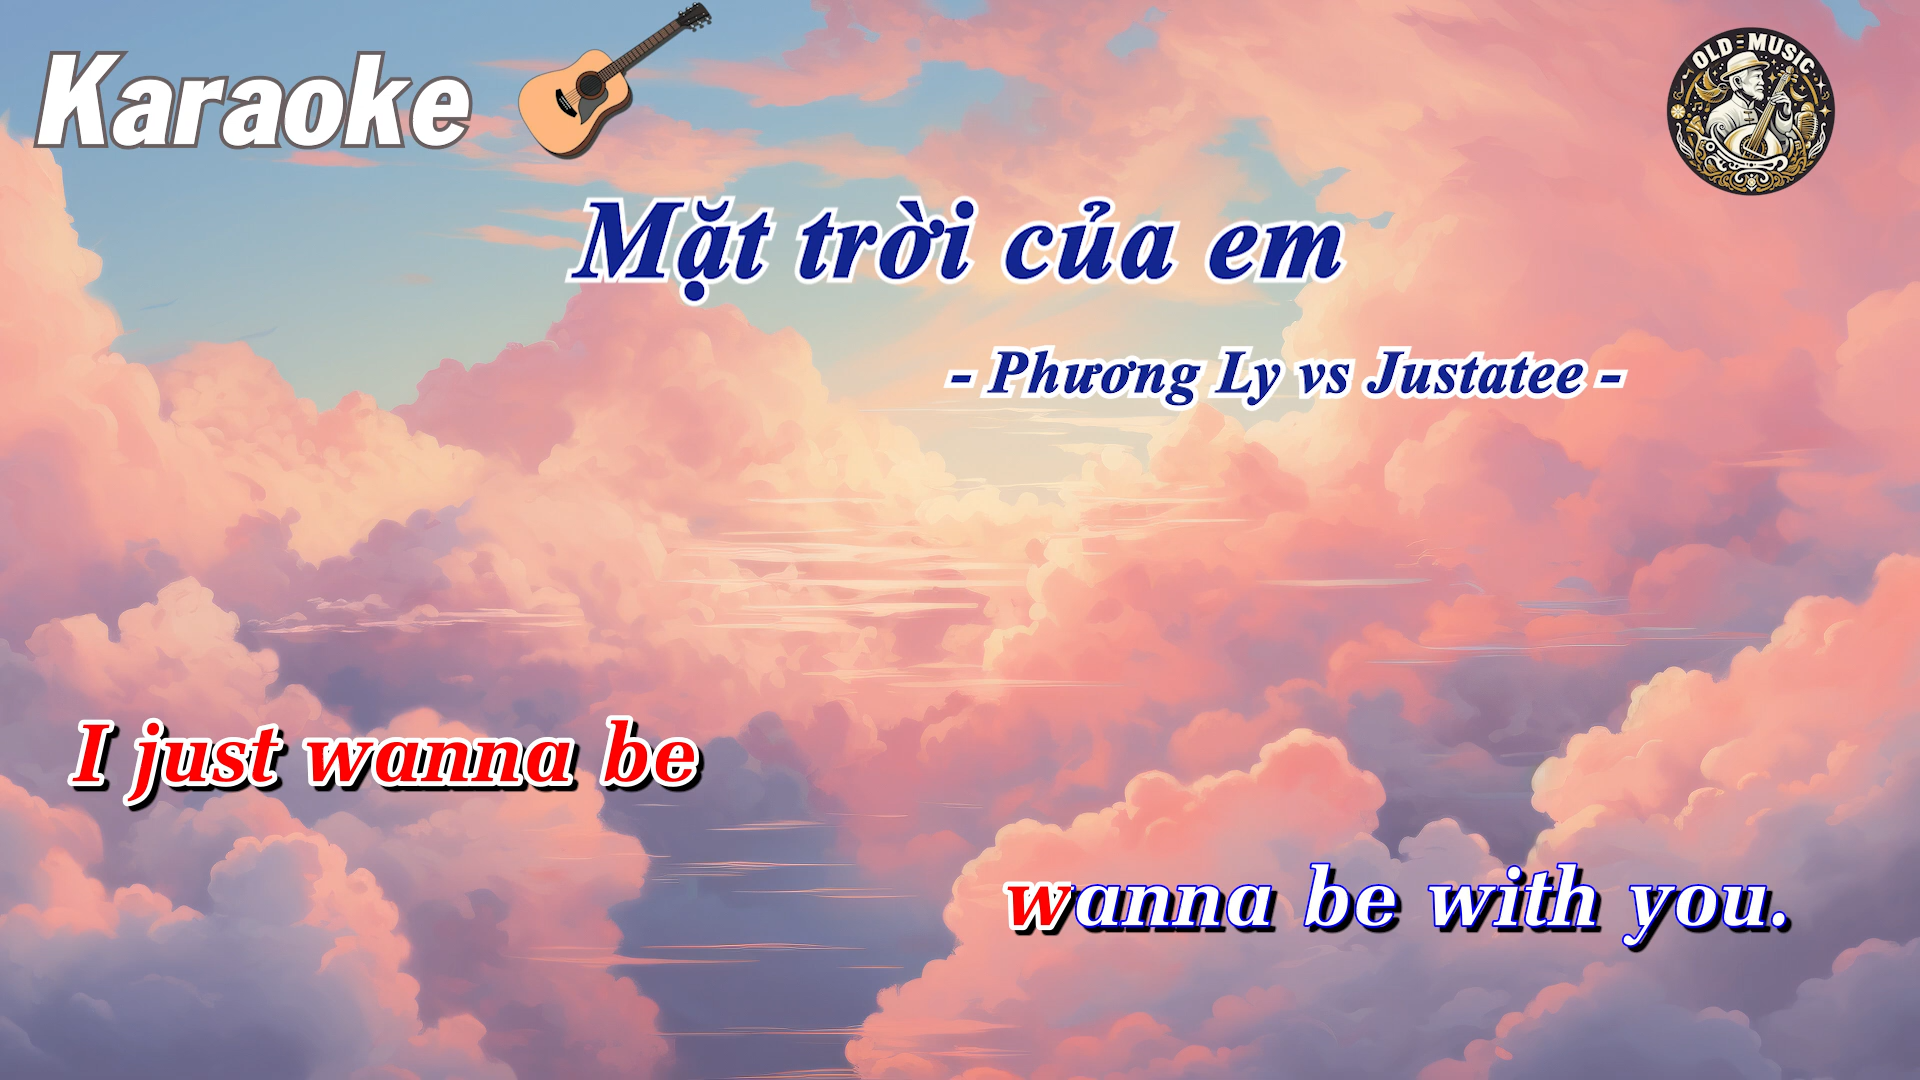 Karaoke
OLD MUSIC
Mặt trời của em
- Phương Ly vs Justatee -
I just wanna be
wanna be with you.